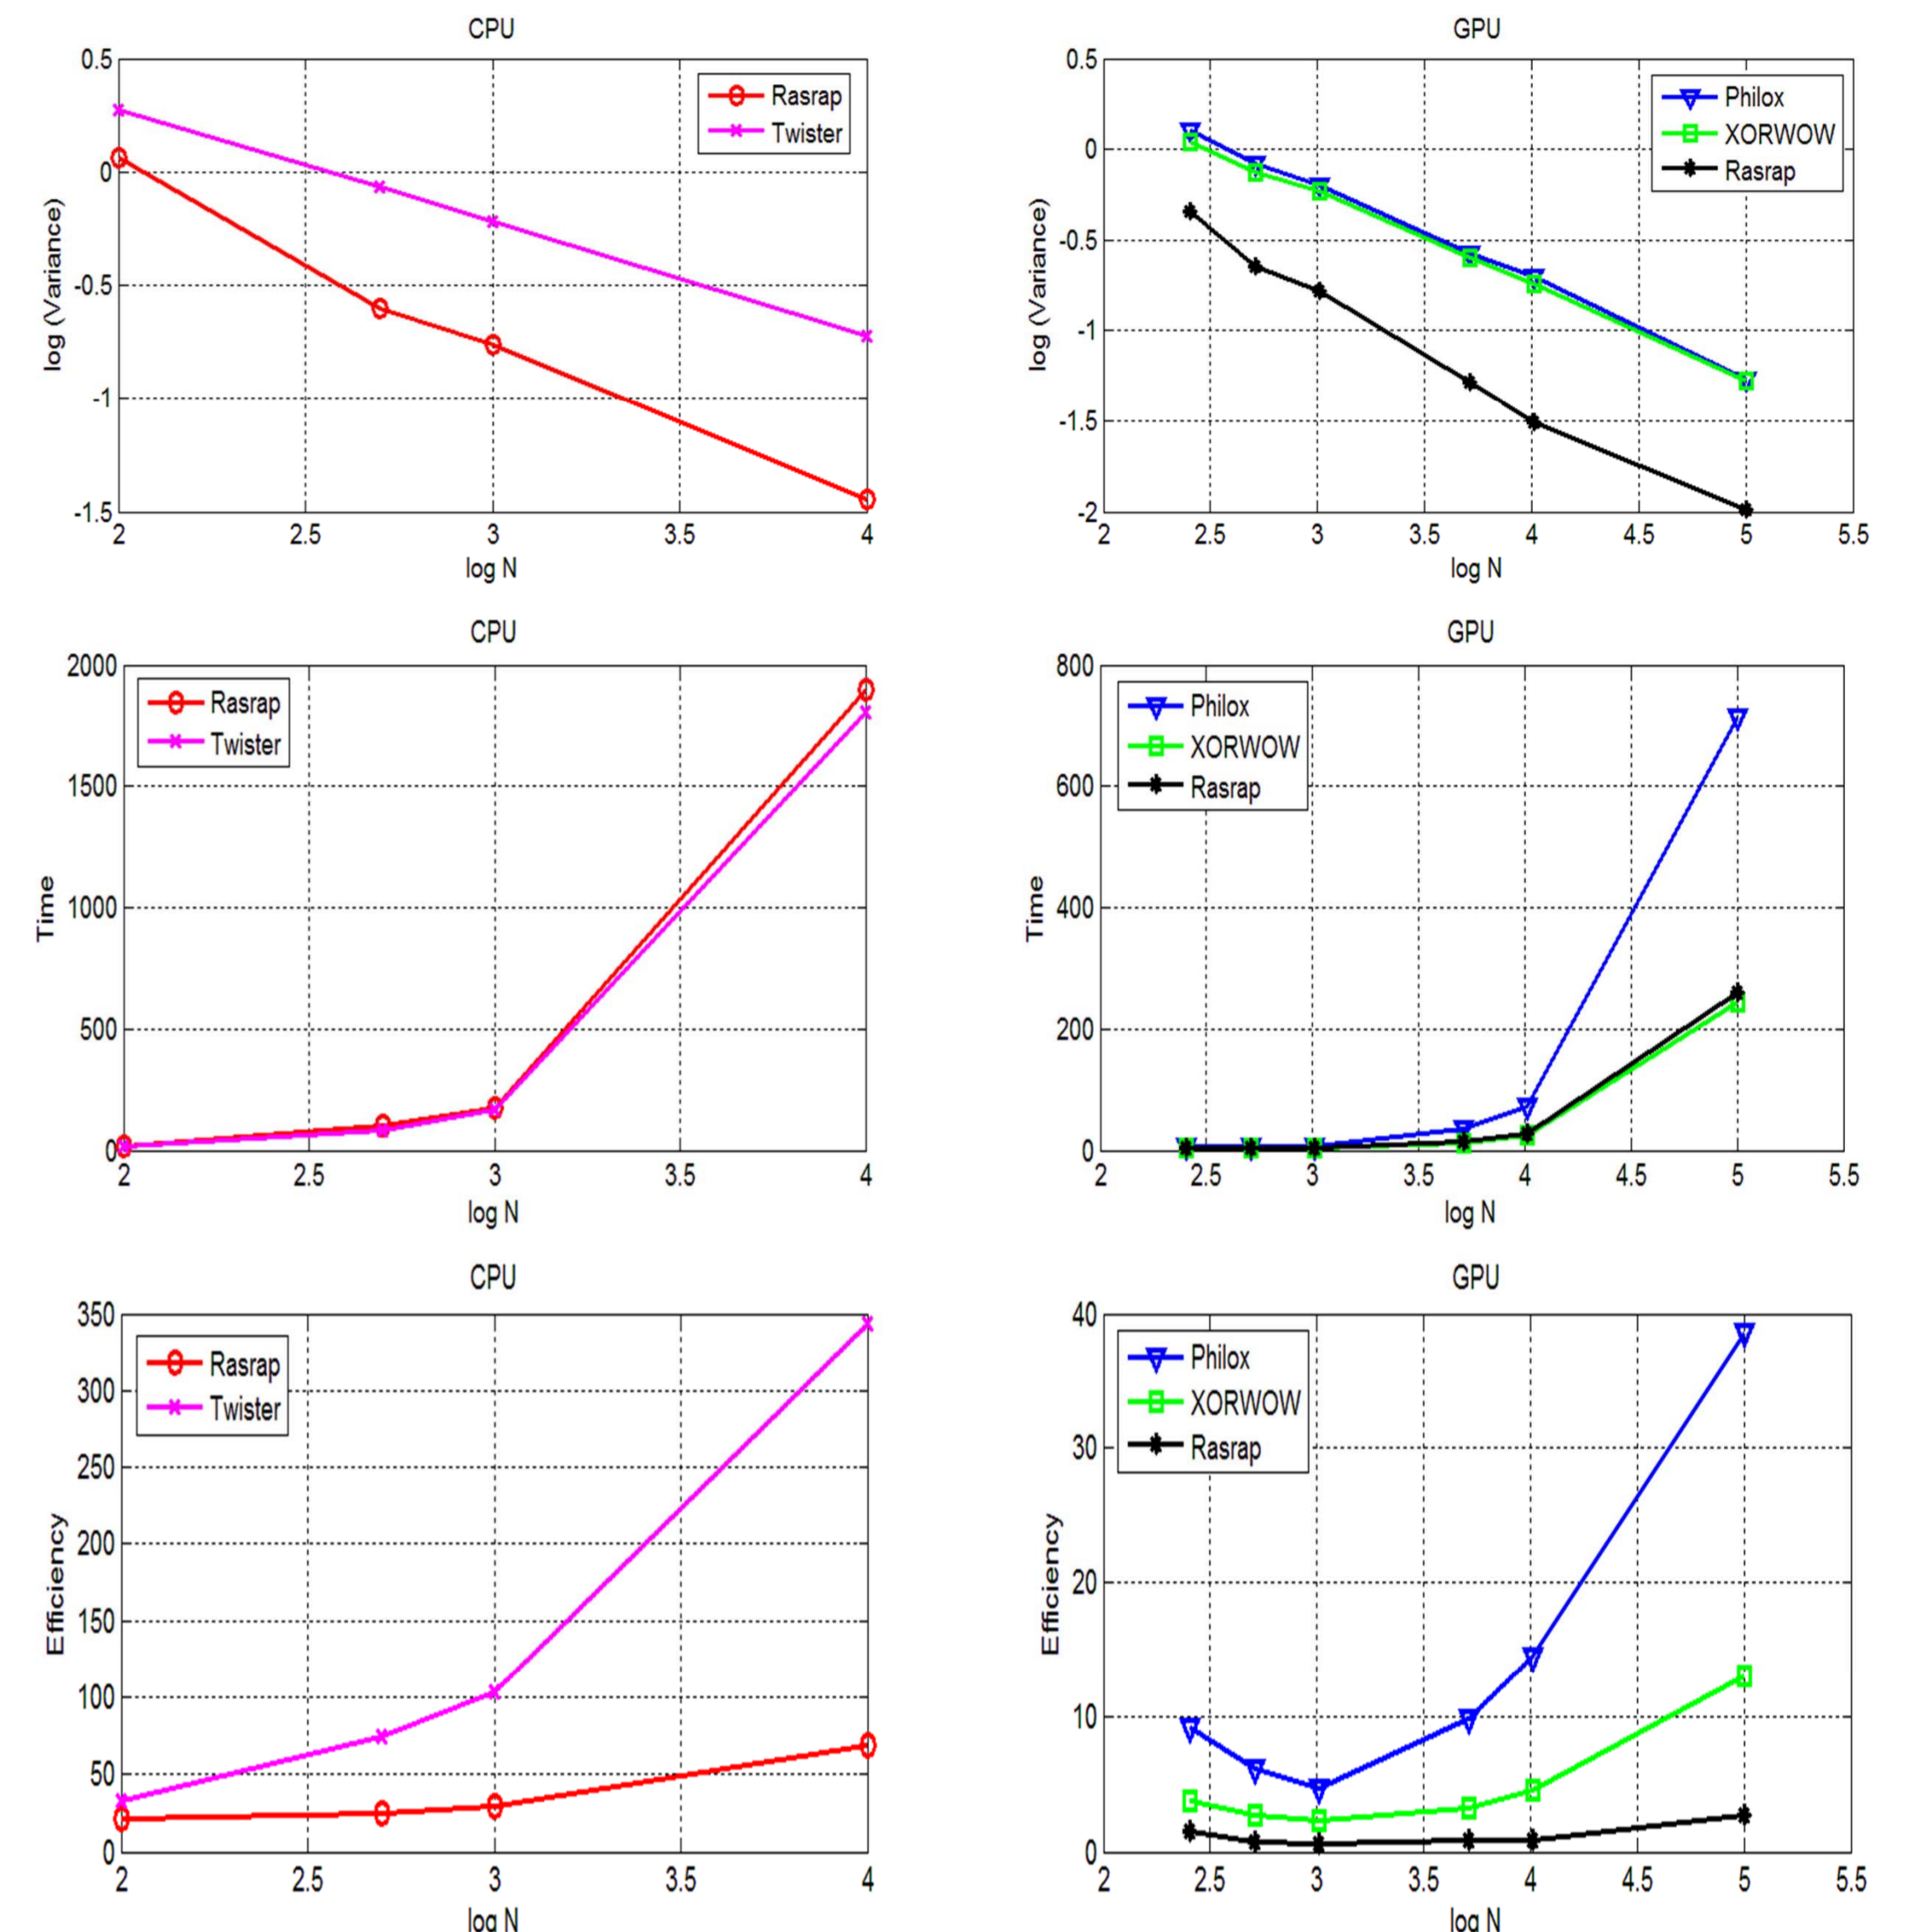 CPU
0.5
0
-0.5
-1
-1.5
log (Variance)
Rasrap
Twister
2 2.5 3 3.5 4
log N
GPU
0.5
0
-0.5
-1
-1.5
-2
log (Variance)
Philox
XORWOW
Rasrap
2 2.5 3 3.5 4 4.5 5 5.5
log N
CPU
2000
1500
1000
500
0
Time
Rasrap
Twister
2 2.5 3 3.5 4
log N
GPU
800
600
400
200
0
Time
Philox
XORWOW
Rasrap
2 2.5 3 3.5 4 4.5 5 5.5
log N
CPU
350
300
250
200
150
100
50
0
Efficiency
Rasrap
Twister
2 2.5 3 3.5 4
log N
GPU
40
30
20
10
0
Efficiency
Philox
XORWOW
Rasrap
2 2.5 3 3.5 4 4.5 5 5.5
log N